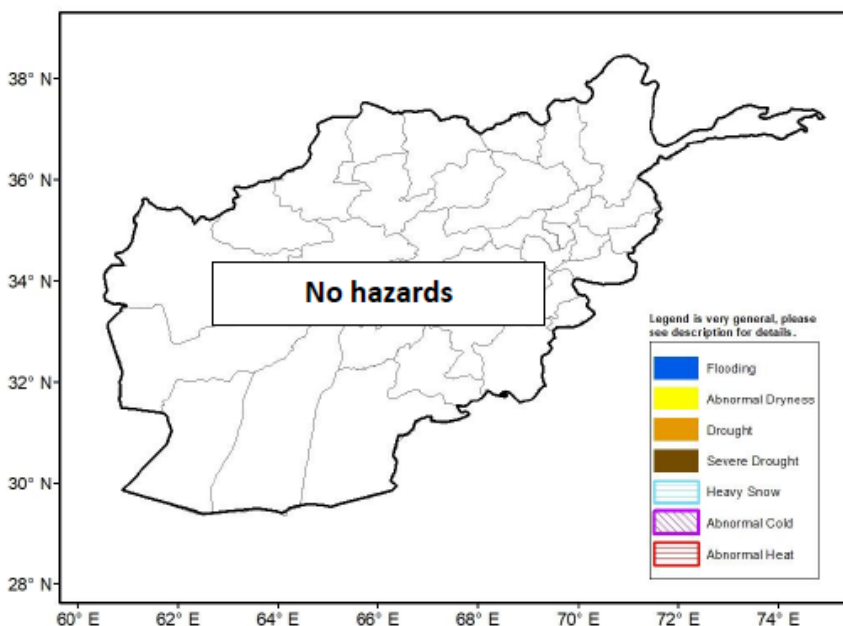 38° N
36° N
34° N
32° N
30° N
28° N
No hazards
Legend is very general, please
see description for details.
Flooding
Abnormal Dryness
Drought
Severe Drought
Heavy Snow
Abnormal Cold
Abnormal Heat
60° E 62° E 64° E 66° E 68° E 70° E 72° E 74° E